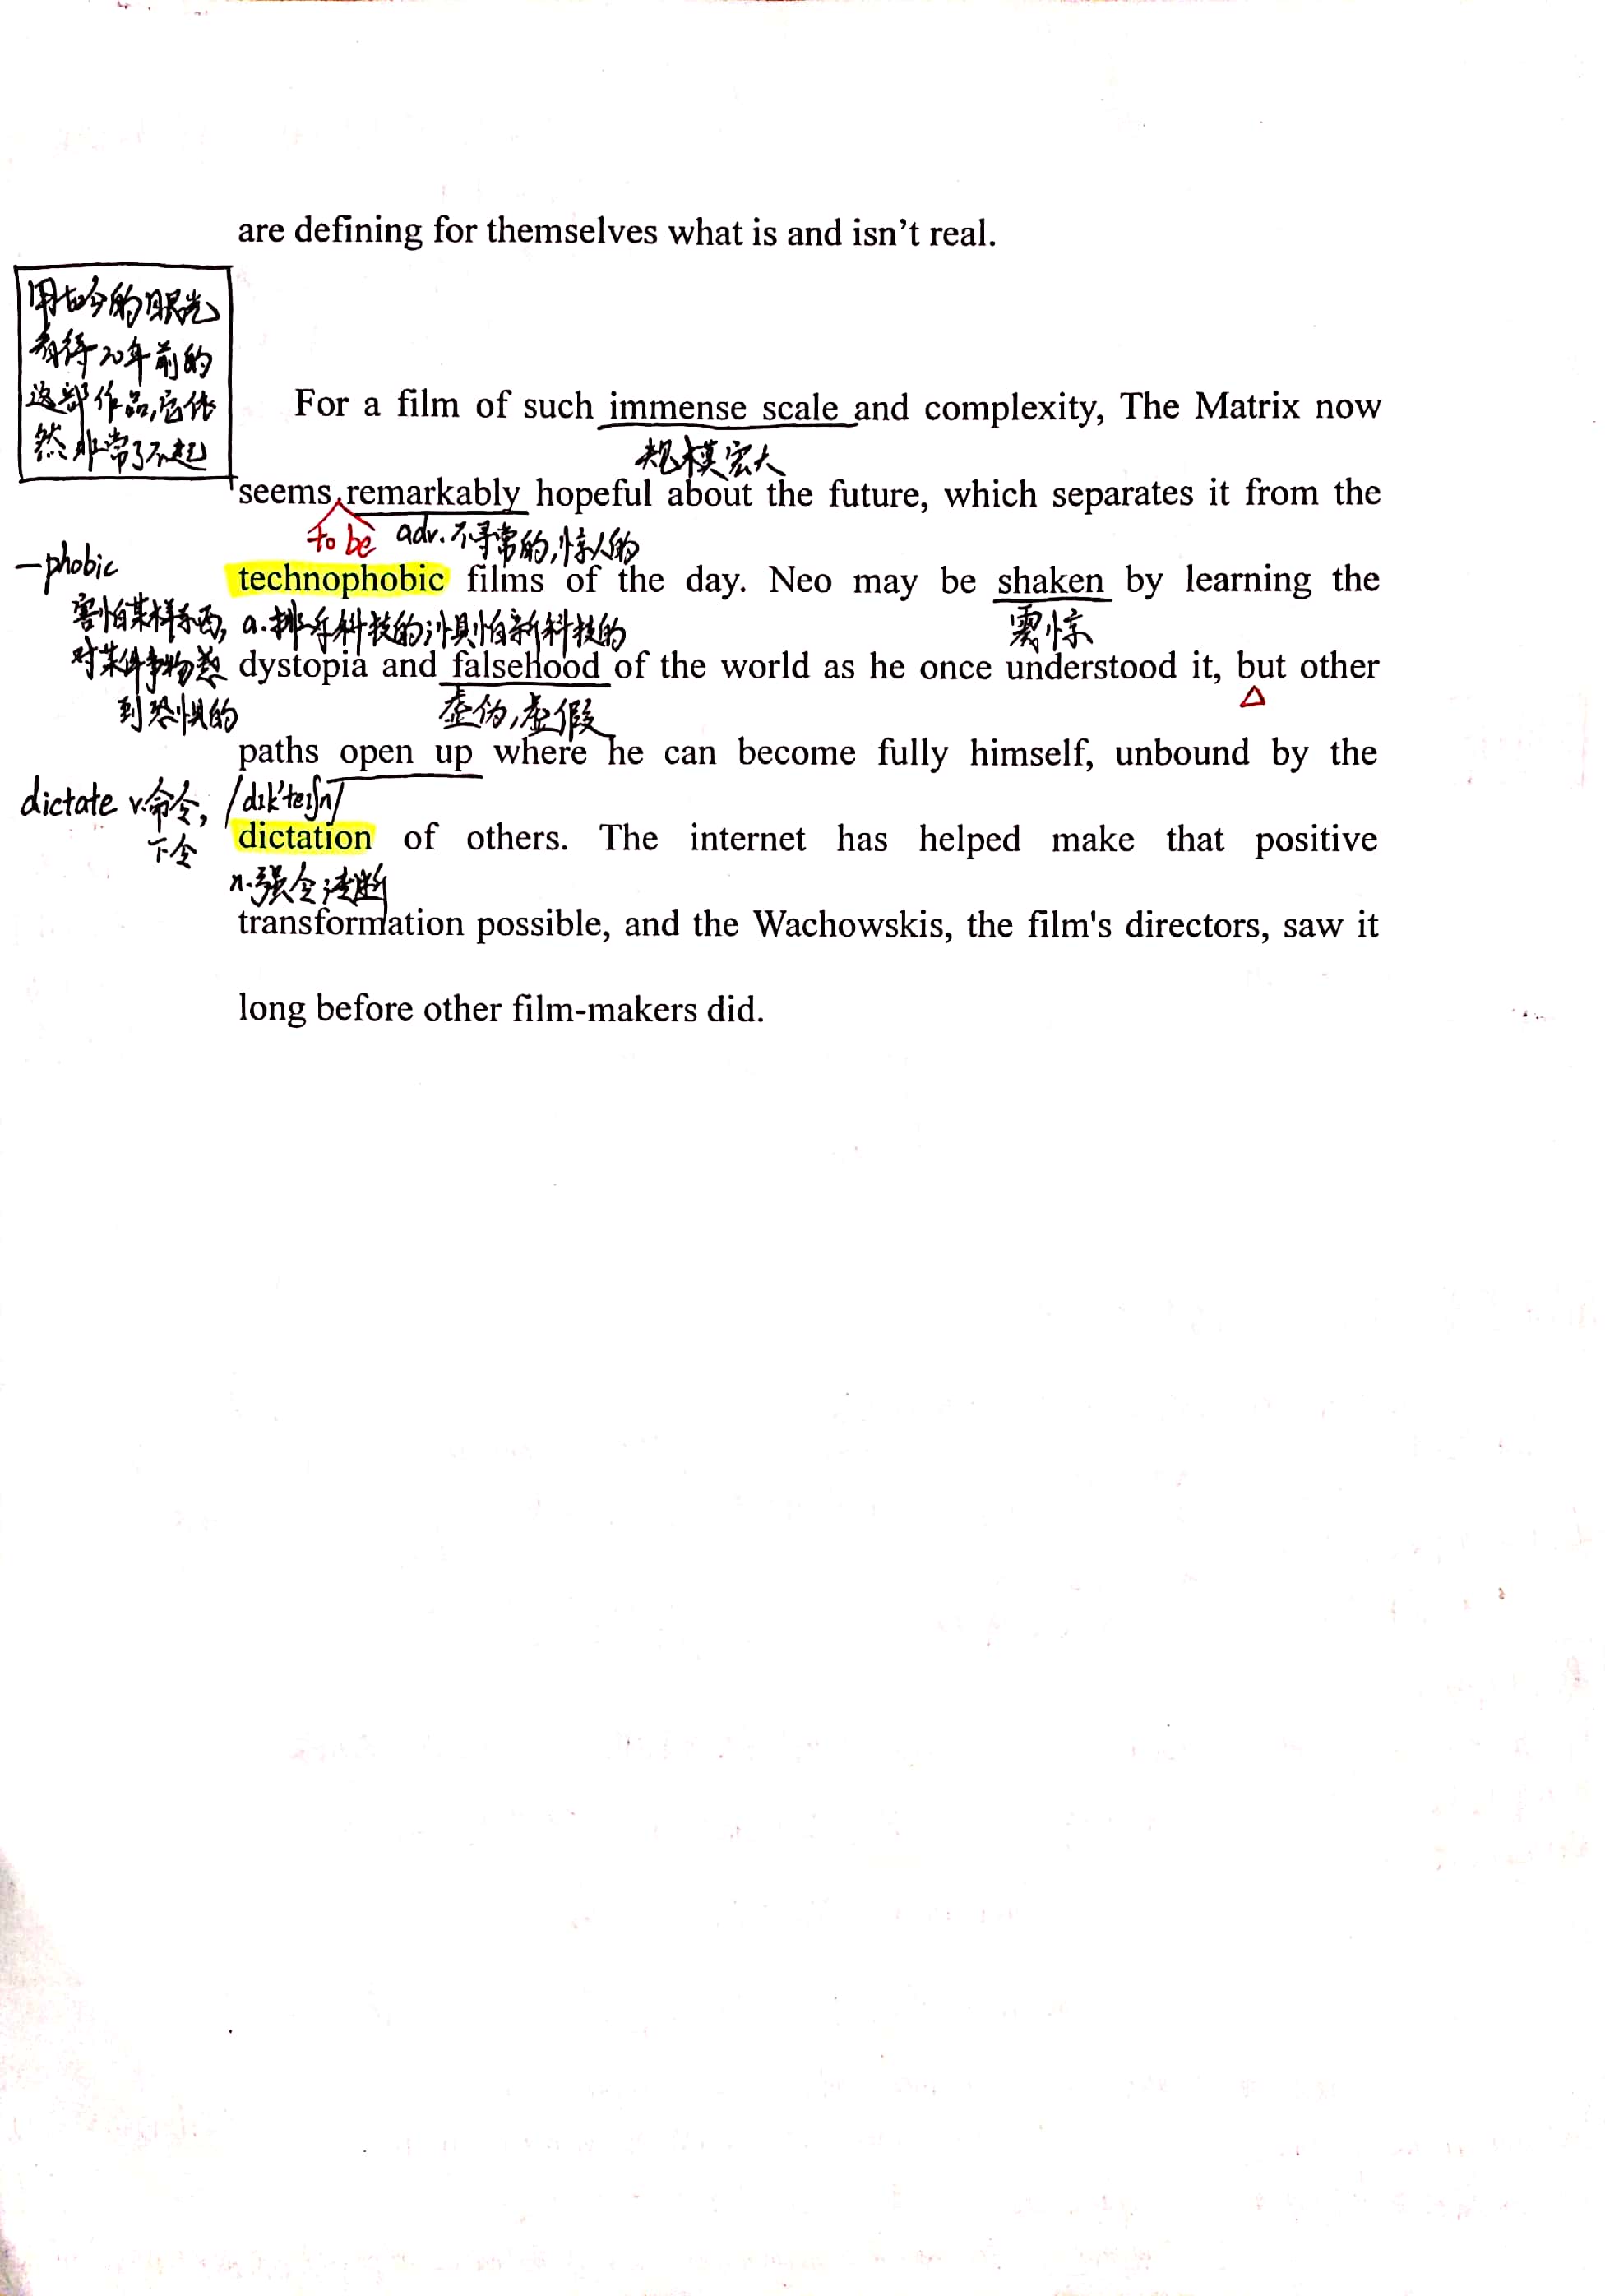 are defining for themselves what is and isn't real.
用如今的眼光
看待20年前的
这部作品,它依
然非常了不起
For a film of such immense scale and complexity, The Matrix now
规模宏大
seems remarkably hopeful about the future, which separates it from the
to be adv.不寻常的,惊人的
—phobic
technophobic films of the day. Neo may be shaken by learning the
害怕某样东西,
a.排斥科技的;惧怕新科技的 震惊
对某件事物感
dystopia and falsehood of the world as he once understood it, but other
到恐惧的
虚伪,虚假
paths open up where he can become fully himself, unbound by the
dictate v.命令,
下令
/dɪk'teɪʃn/
dictation of others. The internet has helped make that positive
n.强令
transformation possible, and the Wachowskis, the film's directors, saw it
long before other film-makers did.